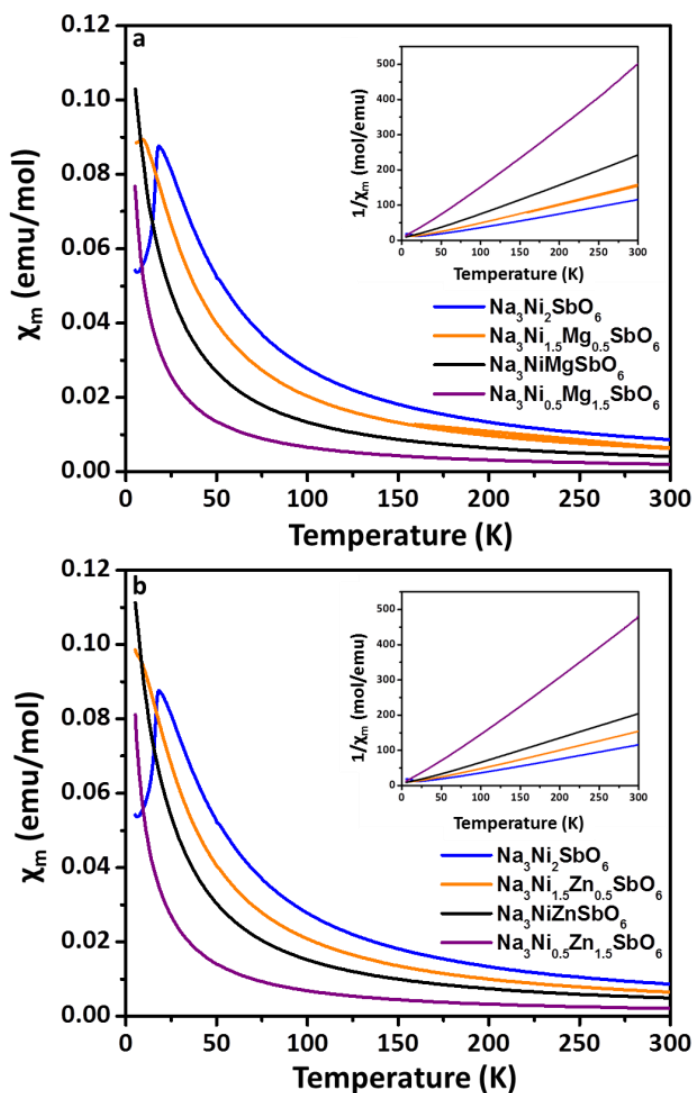 a
0.12
0.10
0.08
0.06
0.04
0.02
0.00
χm (emu/mol)
0 50 100 150 200 250 300
Temperature (K)
500
400
300
200
100
0
1/χm (mol/emu)
0 50 100 150 200 250 300
Temperature (K)
Na3Ni2SbO6
Na3Ni1.5Mg0.5SbO6
Na3NiMgSbO6
Na3Ni0.5Mg1.5SbO6
b
0.12
0.10
0.08
0.06
0.04
0.02
0.00
χm (emu/mol)
0 50 100 150 200 250 300
Temperature (K)
500
400
300
200
100
0
1/χm (mol/emu)
0 50 100 150 200 250 300
Temperature (K)
Na3Ni2SbO6
Na3Ni1.5Zn0.5SbO6
Na3NiZnSbO6
Na3Ni0.5Zn1.5SbO6